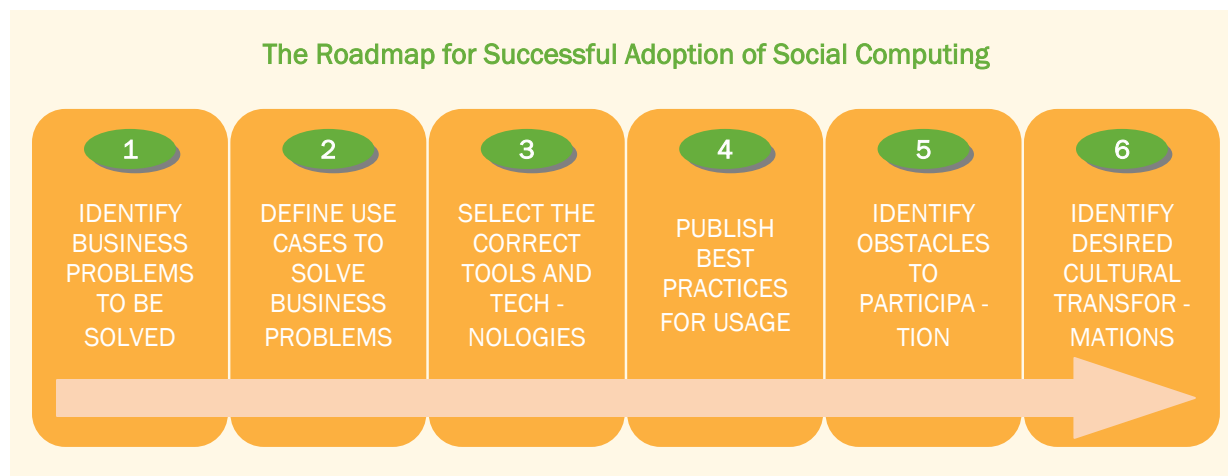 The Roadmap for Successful Adoption of Social Computing
1
IDENTIFY
BUSINESS
PROBLEMS
TO BE
SOLVED
2
DEFINE USE
CASES TO
SOLVE
BUSINESS
PROBLEMS
3
SELECT THE
CORRECT
TOOLS AND
TECH -
NOLOGIES
4
PUBLISH
BEST
PRACTICES
FOR USAGE
5
IDENTIFY
OBSTACLES
TO
PARTICIPA -
TION
6
IDENTIFY
DESIRED
CULTURAL
TRANSFOR -
MATIONS